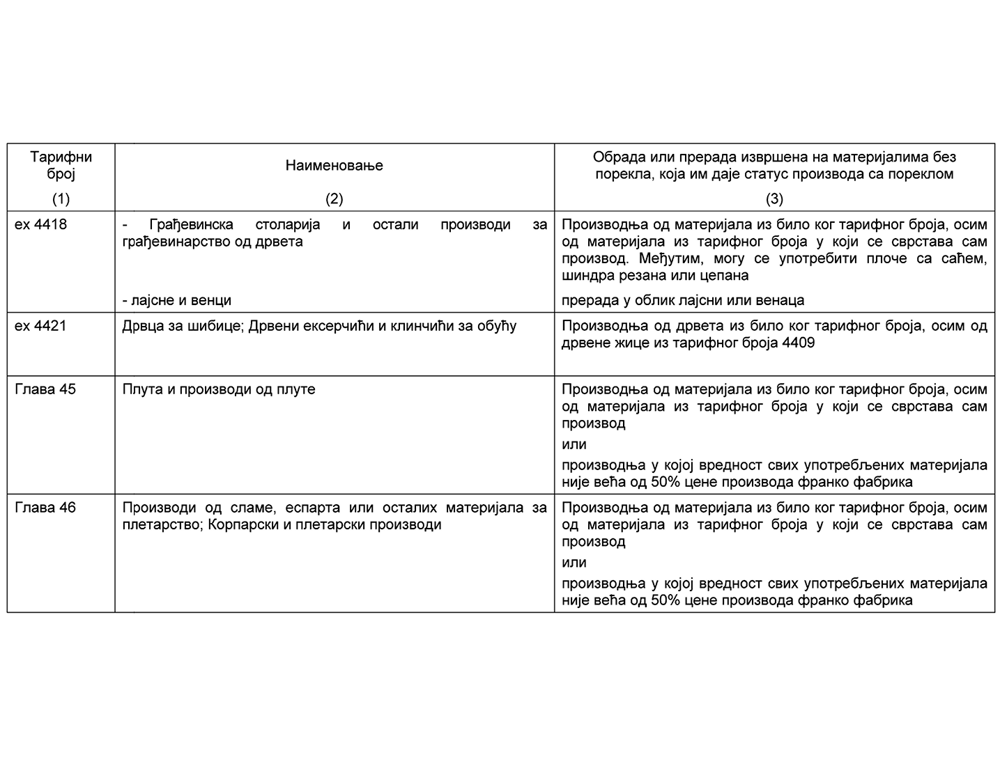 Тарифни
број
(1)
Наименовање
(2)
Обрада или прерада извршена на материјалима без
порекла, која им даје статус производа са пореклом
(3)
ex 4418
- Грађевинска столарија и остали производи за
грађевинарство од дрвета
Производња од материјала из било ког тарифног броја, осим
од материјала из тарифног броја у који се сврстава сам
производ. Међутим, могу се употребити плоче са саћем,
шиндра резана или цепана
- лајсне и венци
прерада у облик лајсни или венаца
ex 4421
Дрвца за шибице; Дрвени ексерчићи и клинчићи за обућу
Производња од дрвета из било ког тарифног броја, осим од
дрвене жице из тарифног броја 4409
Глава 45
Плута и производи од плуте
Производња од материјала из било ког тарифног броја, осим
од материјала из тарифног броја у који се сврстава сам
производ
или
производња у којој вредност свих употребљених материјала
није већа од 50% цене производа франко фабрика
Глава 46
Производи од сламе, еспарта или осталих материјала за
плетарство; Корпарски и плетарски производи
Производња од материјала из било ког тарифног броја, осим
од материјала из тарифног броја у који се сврстава сам
производ
или
производња у којој вредност свих употребљених материјала
није већа од 50% цене производа франко фабрика